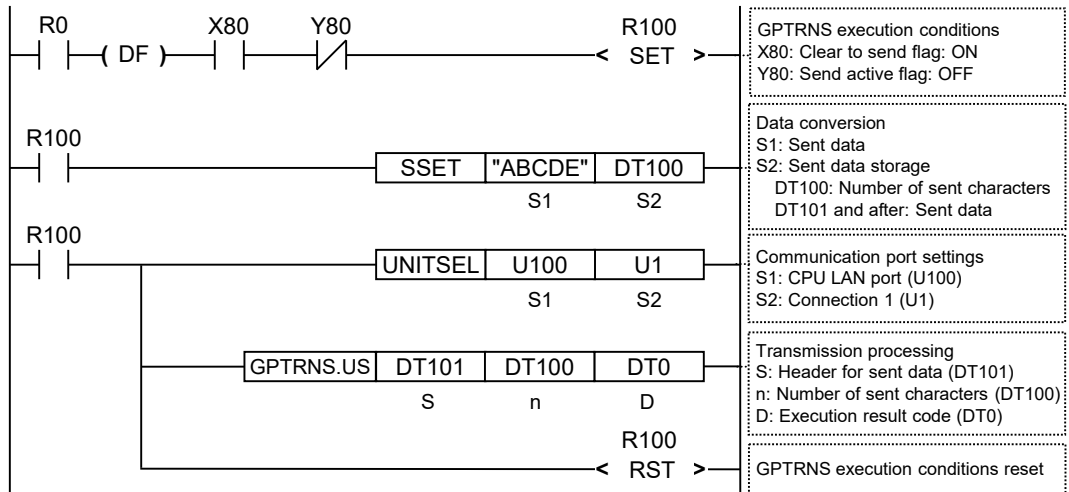 R0 X80 Y80 R100
( DF ) < SET >
GPTRNS execution conditions
X80: Clear to send flag: ON
Y80: Send active flag: OFF
R100
SSET "ABCDE" DT100
S1 S2
Data conversion
S1: Sent data
S2: Sent data storage
DT100: Number of sent characters
DT101 and after: Sent data
R100
UNITSEL U100 U1
S1 S2
Communication port settings
S1: CPU LAN port (U100)
S2: Connection 1 (U1)
GPTRNS.US DT101 DT100 DT0
S n D
Transmission processing
S: Header for sent data (DT101)
n: Number of sent characters (DT100)
D: Execution result code (DT0)
R100
< RST >
GPTRNS execution conditions reset